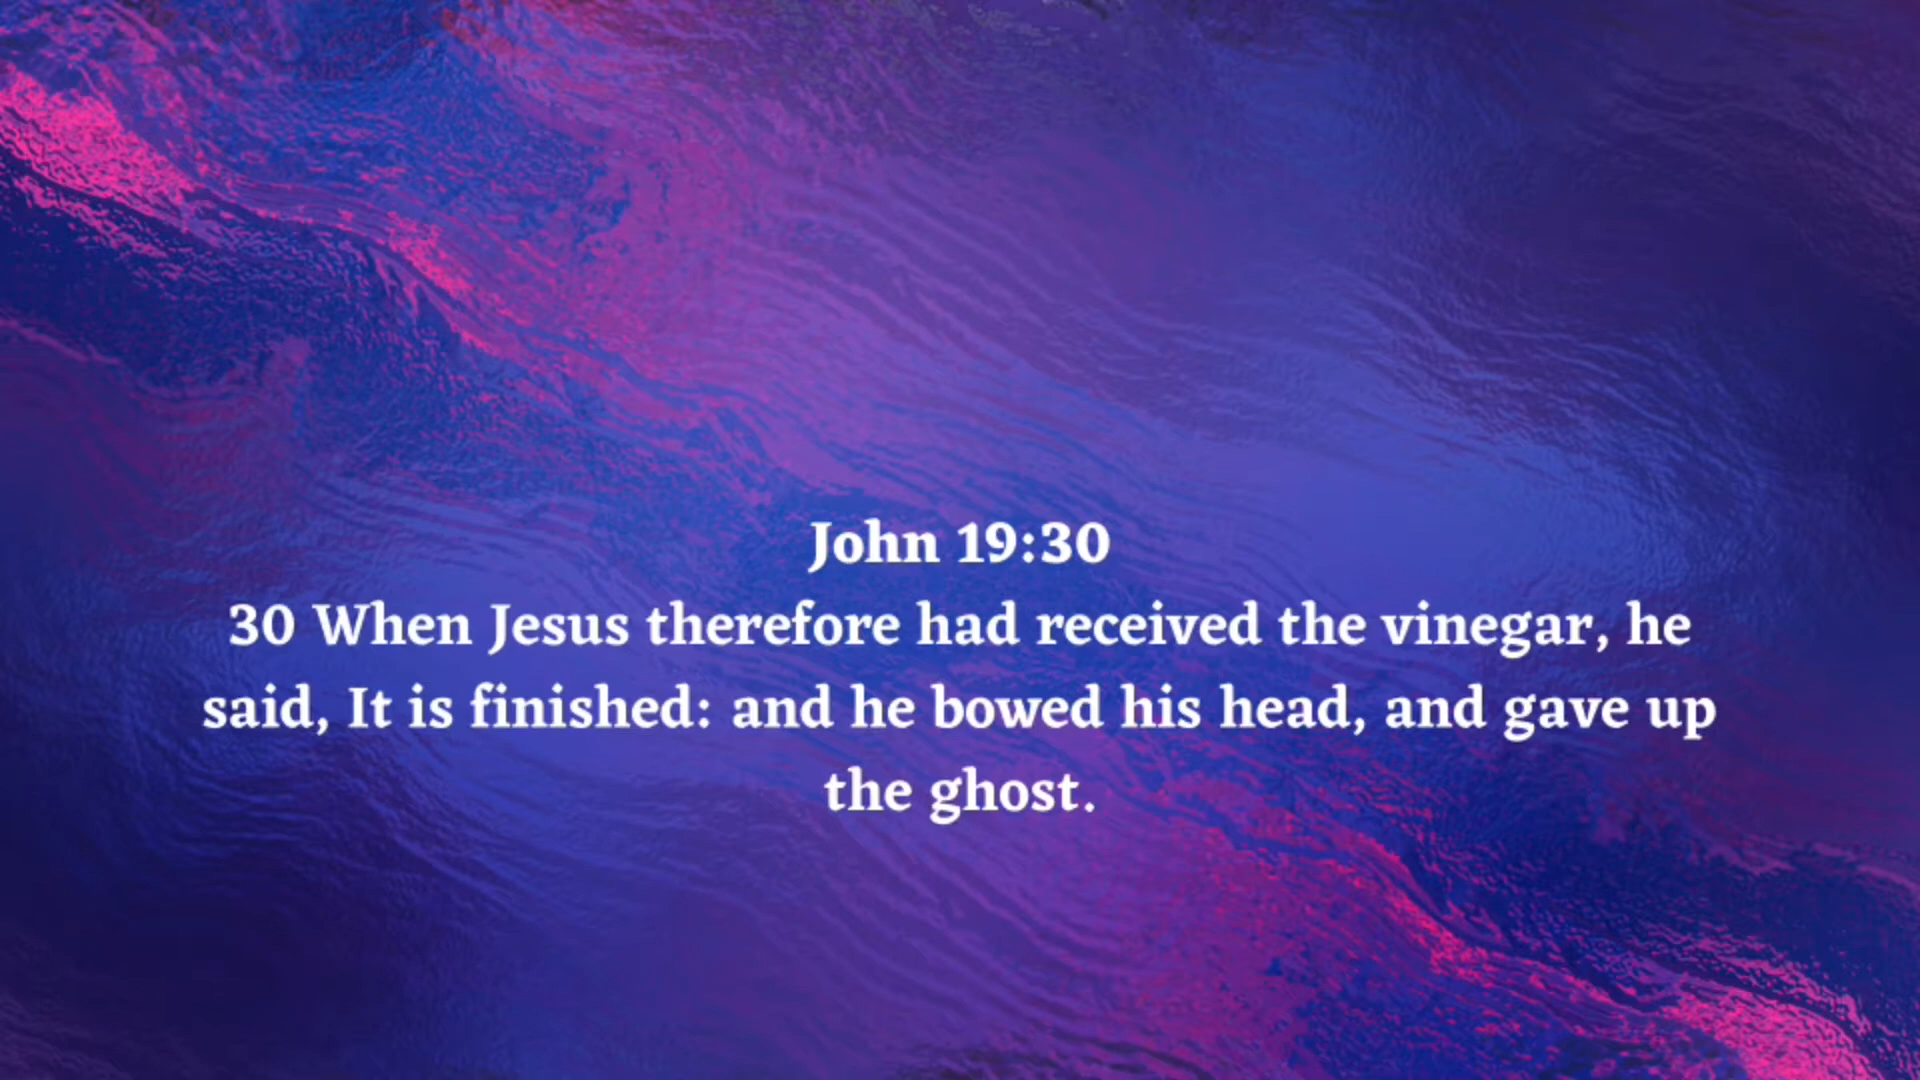 John 19:30
30 When Jesus therefore had received the vinegar, he
said, It is finished: and he bowed his head, and gave up
the ghost.